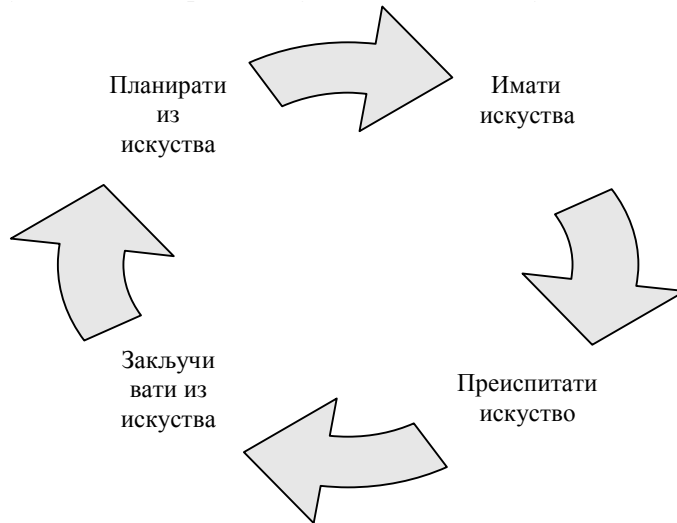 Планирати
из
искуства
Имати
искуства
Закључи
вати из
искуства
Преиспитати
искуство